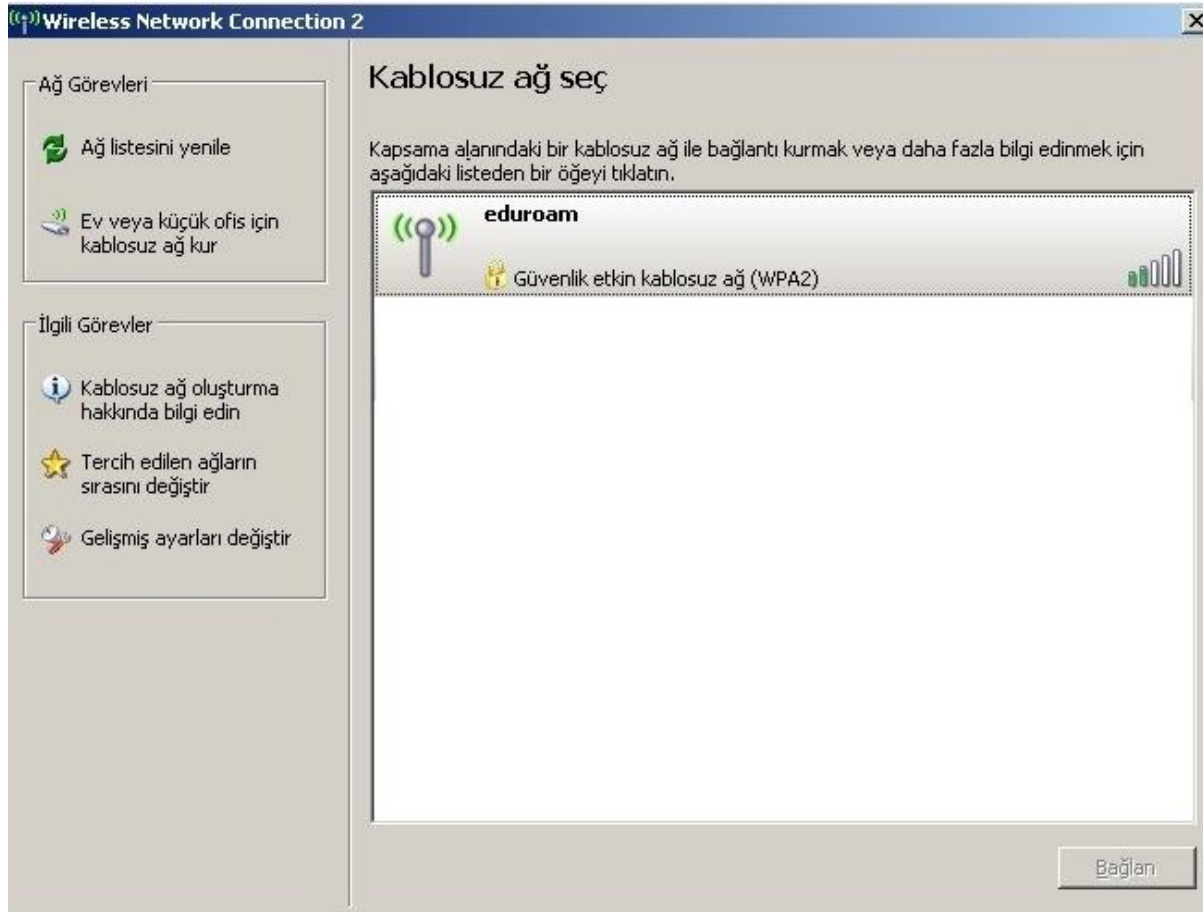 Wireless Network Connection 2
Ağ Görevleri
Ağ listesini yenile
Ev veya küçük ofis için
kablosuz ağ kur
İlgili Görevler
Kablosuz ağ oluşturma
hakkında bilgi edin
Tercih edilen ağların
sırasını değiştir
Gelişmiş ayarları değiştir
Kablosuz ağ seç
Kapsama alanındaki bir kablosuz ağ ile bağlantı kurmak veya daha fazla bilgi edinmek için
aşağıdaki listeden bir öğeyi tıklatın.
eduroam
Güvenlik etkin kablosuz ağ (WPA2)
Bağlan